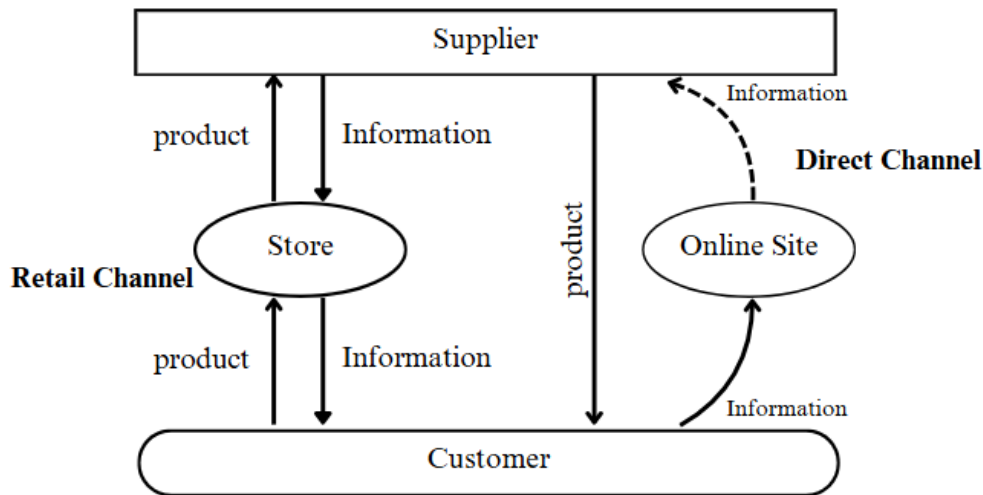 Supplier
Information
product
Information
Direct Channel
product
Store
Online Site
Retail Channel
product
Information
Information
Customer